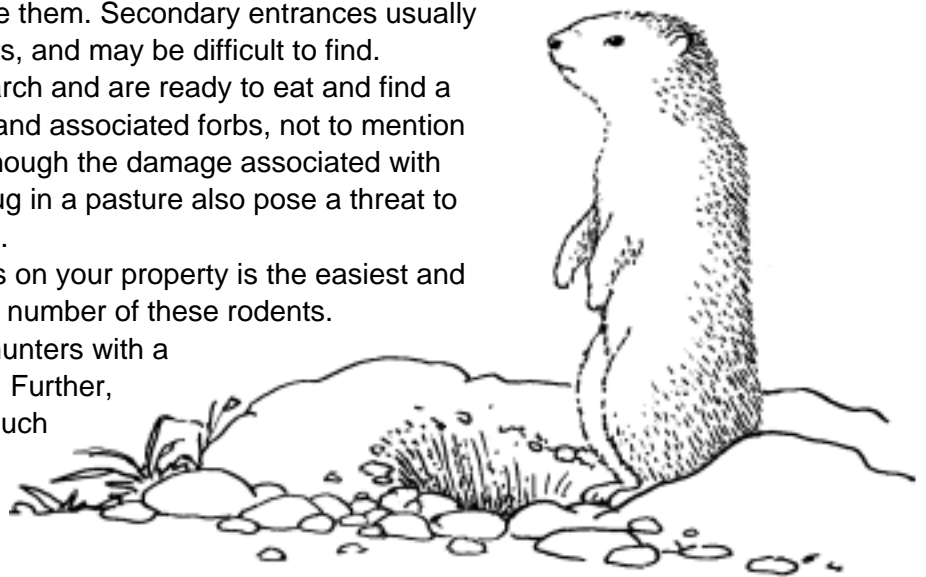 e them. Secondary entrances usually
s, and may be difficult to find.
arch and are ready to eat and find a
and associated forbs, not to mention
hough the damage associated with
ug in a pasture also pose a threat to
.
s on your property is the easiest and
number of these rodents.
hunters with a
Further,
uch